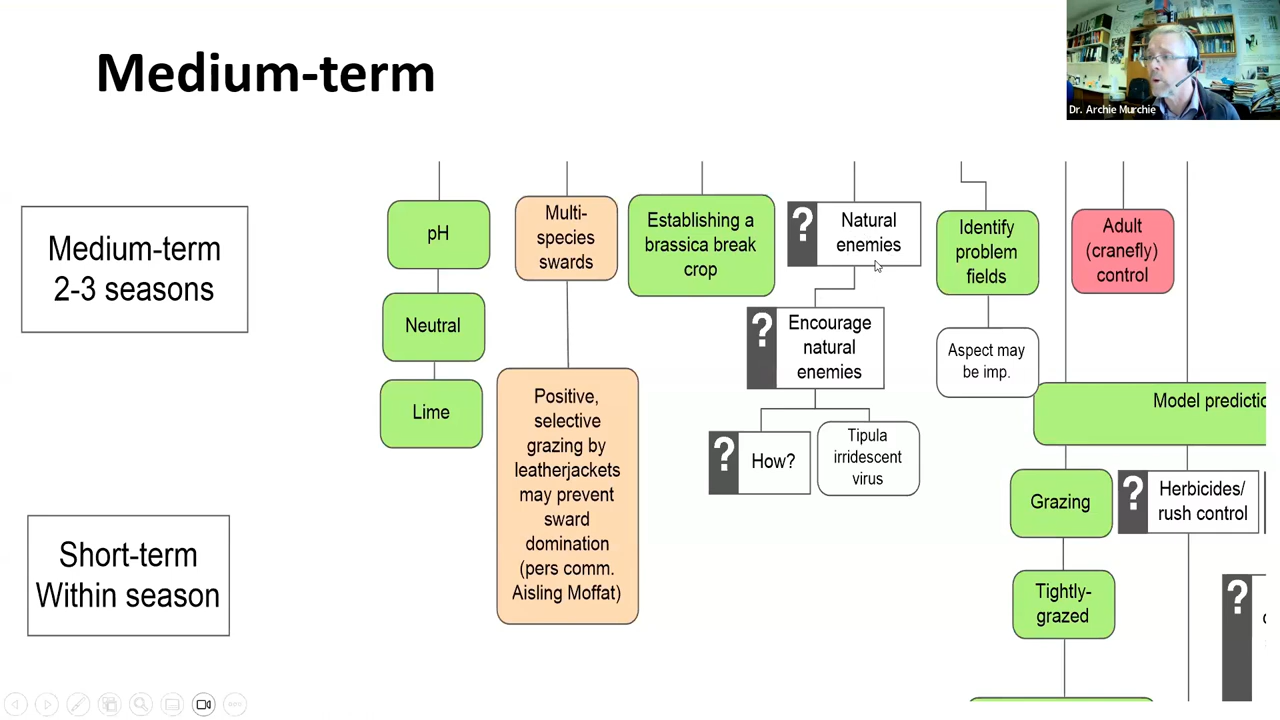 Medium-term
Dr. Archie Murchie
Medium-term
2-3 seasons
pH
Neutral
Lime
Multi-
species
swards
Positive,
selective
grazing by
leatherjackets
may prevent
sward
domination
(pers comm.
Aisling Moffat)
Establishing a
brassica break
crop
?
Natural
enemies
?
Encourage
natural
enemies
?
How?
Tipula
irridescent
virus
Identify
problem
fields
Aspect may
be imp.
Adult
(cranefly)
control
Model predictio
Grazing
?
Herbicides/
rush control
Tightly-
grazed
?
Short-term
Within season